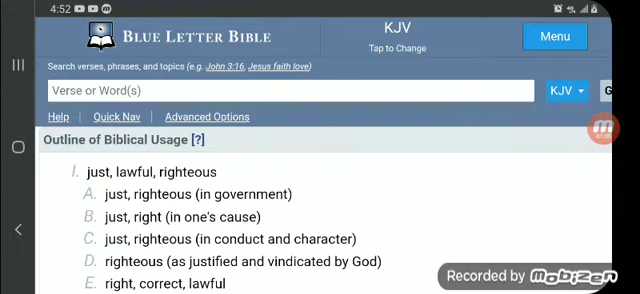 4:52
BLUE LETTER BIBLE
KJV
Tap to Change
Menu
Search verses, phrases, and topics (e.g. John 3:16, Jesus faith love)
Verse or Word(s)
KJV
G
Help Quick Nav Advanced Options
01:05
Outline of Biblical Usage [?]
I. just, lawful, righteous
A. just, righteous (in government)
B. just, right (in one's cause)
C. just, righteous (in conduct and character)
D. righteous (as justified and vindicated by God)
E. right, correct, lawful
Recorded by Mobizen